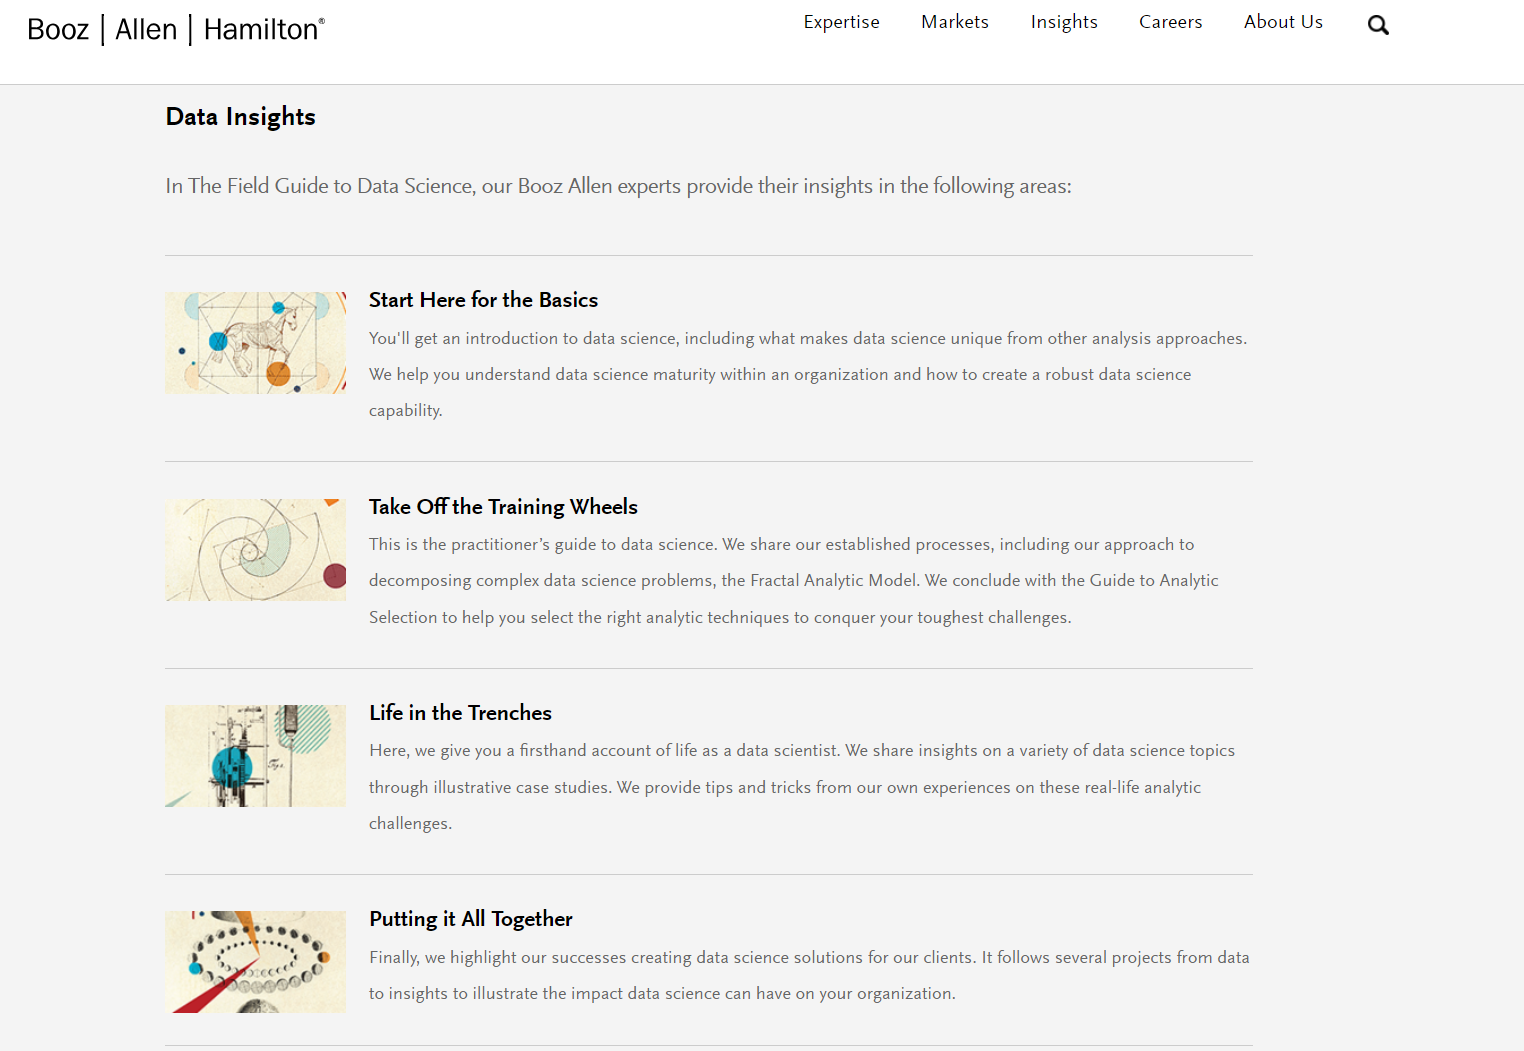 Booz | Allen | Hamilton®
Expertise Markets Insights Careers About Us
Data Insights
In The Field Guide to Data Science, our Booz Allen experts provide their insights in the following areas:
Start Here for the Basics
You'll get an introduction to data science, including what makes data science unique from other analysis approaches.
We help you understand data science maturity within an organization and how to create a robust data science
capability.
Take Off the Training Wheels
This is the practitioner’s guide to data science. We share our established processes, including our approach to
decomposing complex data science problems, the Fractal Analytic Model. We conclude with the Guide to Analytic
Selection to help you select the right analytic techniques to conquer your toughest challenges.
Life in the Trenches
Here, we give you a firsthand account of life as a data scientist. We share insights on a variety of data science topics
through illustrative case studies. We provide tips and tricks from our own experiences on these real-life analytic
challenges.
Putting it All Together
Finally, we highlight our successes creating data science solutions for our clients. It follows several projects from data
to insights to illustrate the impact data science can have on your organization.